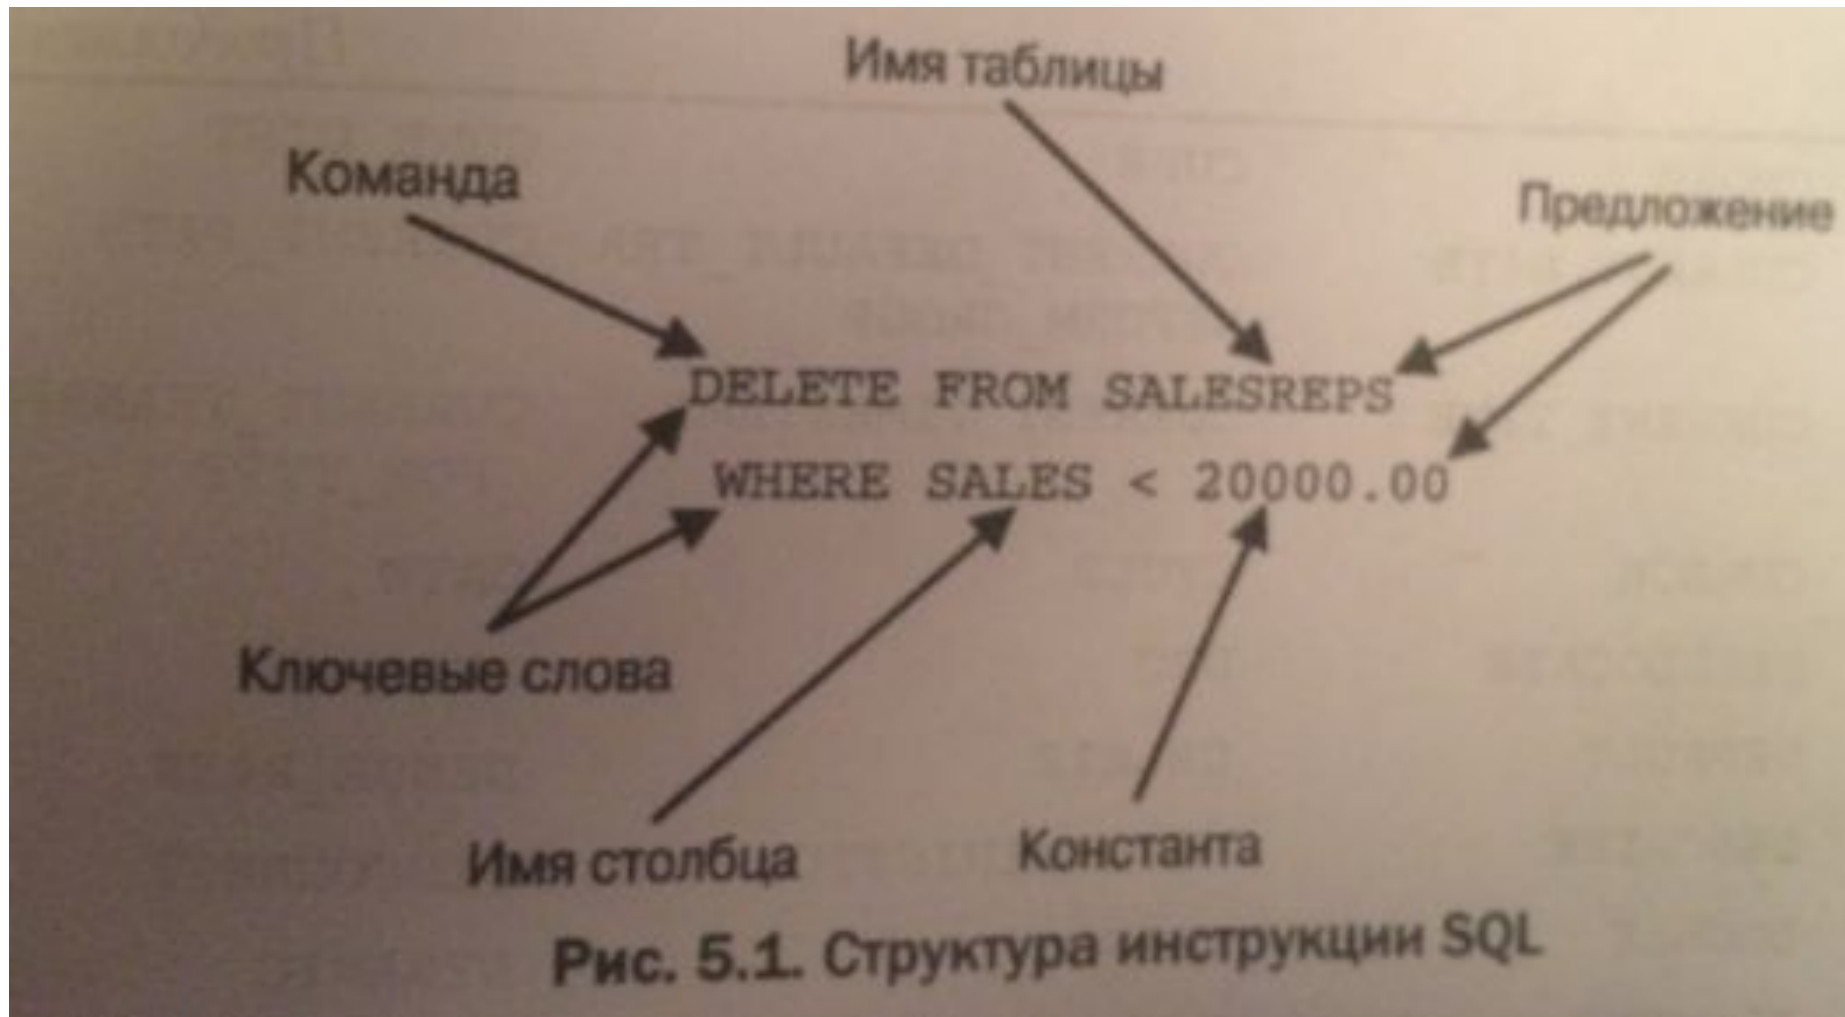 Имя таблицы
Команда
Предложение
DELETE FROM SALESREPS
WHERE SALES < 20000.00
Ключевые слова
Имя столбца
Константа
Рис. 5.1. Структура инструкции SQL